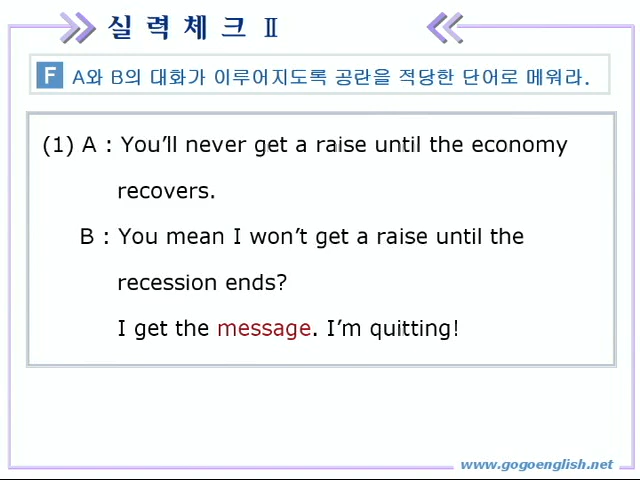 실 력 체 크 Ⅱ
F A와 B의 대화가 이루어지도록 공란을 적당한 단어로 메워라.
(1) A : You'll never get a raise until the economy
recovers.
B : You mean I won't get a raise until the
recession ends?
I get the message. I'm quitting!
www.gogoenglish.net